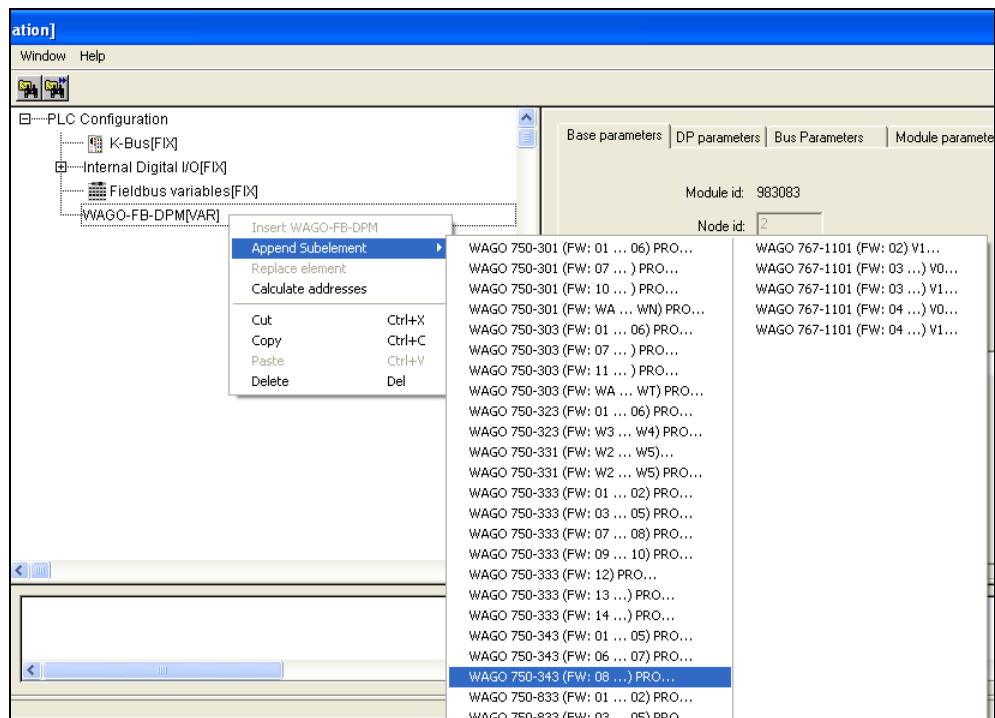 ation]
Window Help
PLC Configuration
K-Bus[FIX]
Internal Digital I/O[FIX]
Fieldbus variables[FIX]
WAGO-FB-DPM[VAR]
Base parameters DP parameters Bus Parameters Module paramete
Module id: 983083
Node id: 2
Insert WAGO-FB-DPM
Append Subelement
Replace element
Calculate addresses
Cut Ctrl+X
Copy Ctrl+C
Paste Ctrl+V
Delete Del
WAGO 750-301 (FW: 01 ... 06) PRO...
WAGO 750-301 (FW: 07 ... ) PRO...
WAGO 750-301 (FW: 10 ... ) PRO...
WAGO 750-301 (FW: WA ... WN) PRO...
WAGO 750-303 (FW: 01 ... 06) PRO...
WAGO 750-303 (FW: 07 ... ) PRO...
WAGO 750-303 (FW: 11 ... ) PRO...
WAGO 750-303 (FW: WA ... WT) PRO...
WAGO 750-323 (FW: 01 ... 06) PRO...
WAGO 750-323 (FW: W3 ... W4) PRO...
WAGO 750-331 (FW: W2 ... W5)...
WAGO 750-331 (FW: W2 ... W5) PRO...
WAGO 750-333 (FW: 01 ... 02) PRO...
WAGO 750-333 (FW: 03 ... 05) PRO...
WAGO 750-333 (FW: 07 ... 08) PRO...
WAGO 750-333 (FW: 09 ... 10) PRO...
WAGO 750-333 (FW: 12) PRO...
WAGO 750-333 (FW: 13 ...) PRO...
WAGO 750-333 (FW: 14 ...) PRO...
WAGO 750-343 (FW: 01 ... 05) PRO...
WAGO 750-343 (FW: 06 ... 07) PRO...
WAGO 750-343 (FW: 08 ...) PRO...
WAGO 750-833 (FW: 01 ... 02) PRO...
WAGO 750-833 (FW: 03 ... 05) PRO
WAGO 767-1101 (FW: 02) V1...
WAGO 767-1101 (FW: 03 ...) V0...
WAGO 767-1101 (FW: 03 ...) V1...
WAGO 767-1101 (FW: 04 ...) V0...
WAGO 767-1101 (FW: 04 ...) V1...